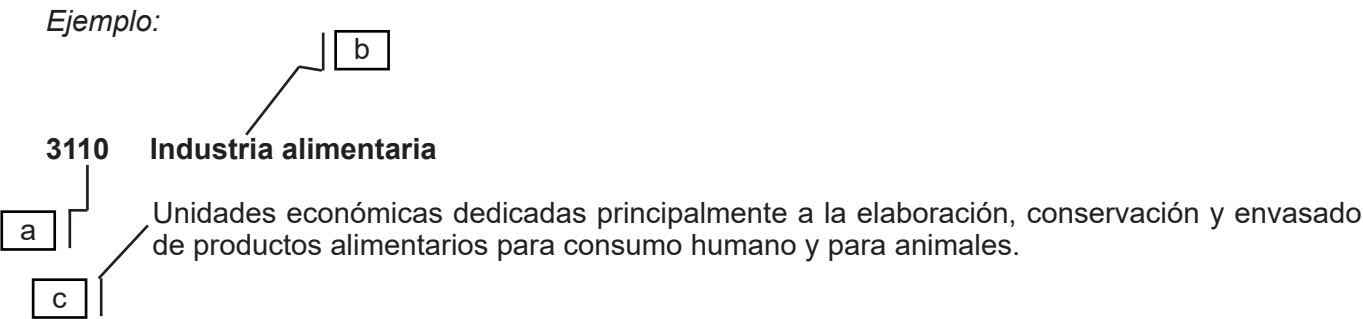 Ejemplo:
b
3110 Industria alimentaria
a
Unidades económicas dedicadas principalmente a la elaboración, conservación y envasado
de productos alimentarios para consumo humano y para animales.
c